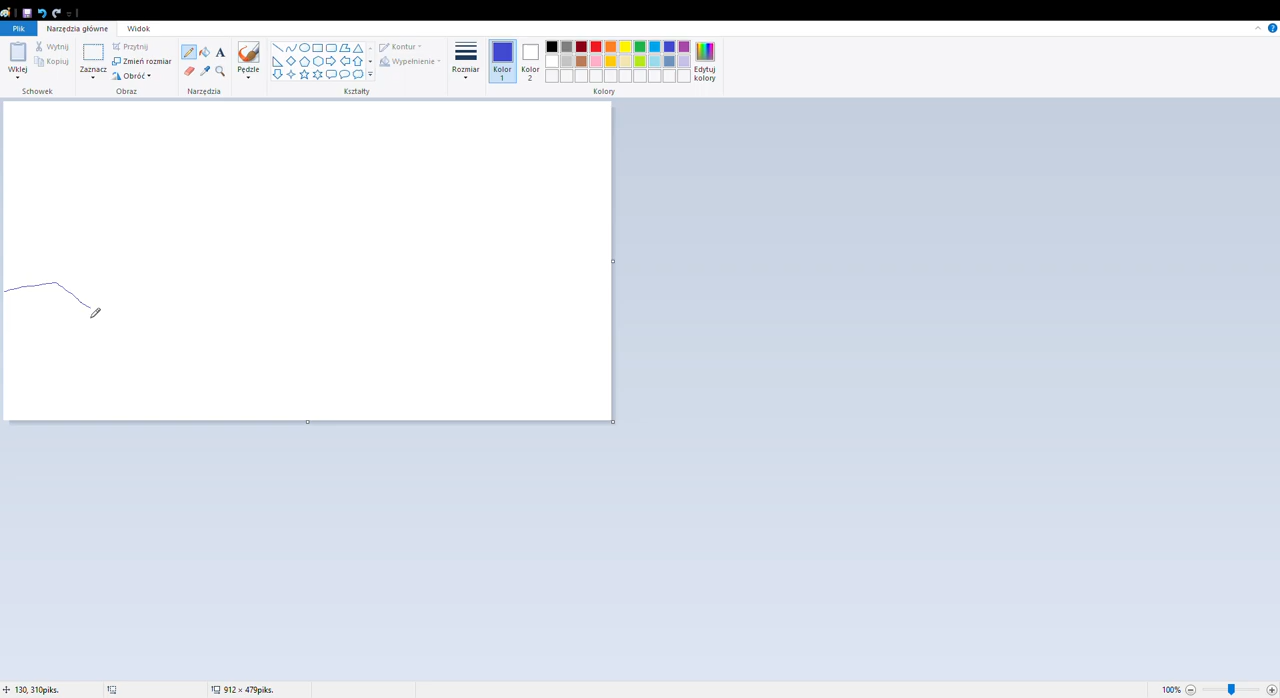 Plik Narzędzia główne Widok
Wklej Wytnij Kopiuj
Schowek
Zaznacz Przytnij Zmień rozmiar Obróć
Obraz
A
Narzędzia
Pędzle
Kontur Wypełnienie
Kształty
Rozmiar
Kolor 1
Kolor 2
Edytuj kolory
Kolory
130, 310piks. 912 × 479piks. 100%